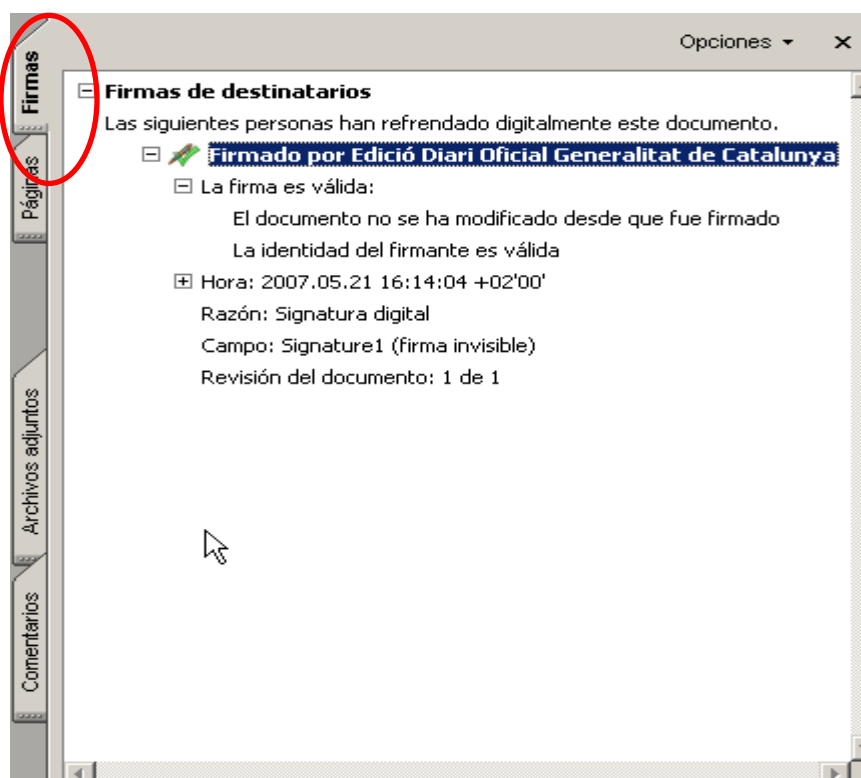 Opciones
Firmas
Páginas
Archivos adjuntos
Comentarios
Firmas de destinatarios
Las siguientes personas han refrendado digitalmente este documento.
Firmado por Edició Diari Oficial Generalitat de Catalunya
La firma es válida:
El documento no se ha modificado desde que fue firmado
La identidad del firmante es válida
Hora: 2007.05.21 16:14:04 +02'00'
Razón: Signatura digital
Campo: Signature1 (firma invisible)
Revisión del documento: 1 de 1